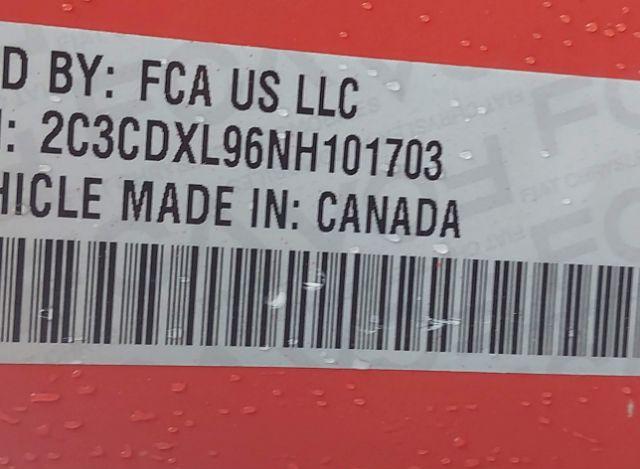 D BY: FCA US LLC
: 2C3CDXL96NH101703
HICLE MADE IN: CANADA